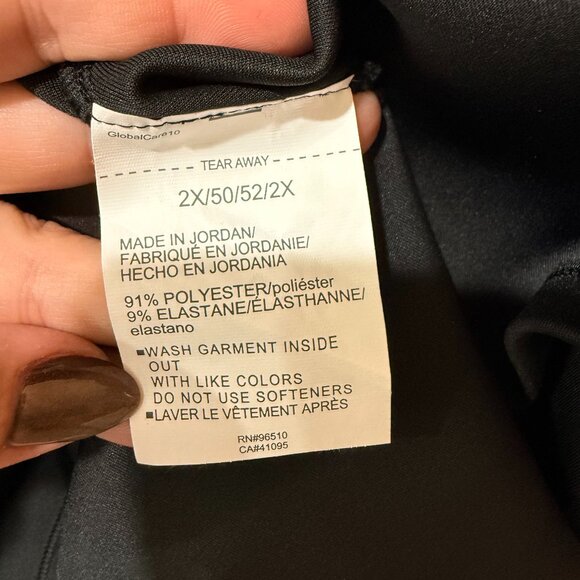 GlobalCare10
TEAR AWAY
2X/50/52/2X
MADE IN JORDAN/
FABRIQUÉ EN JORDANIE/
HECHO EN JORDANIA
91% POLYESTER/poliéster
9% ELASTANE/ÉLASTHANNE/
elastano
WASH GARMENT INSIDE
OUT
WITH LIKE COLORS
DO NOT USE SOFTENERS
LAVER LE VÊTEMENT APRÈS
RN#96510
CA#41095